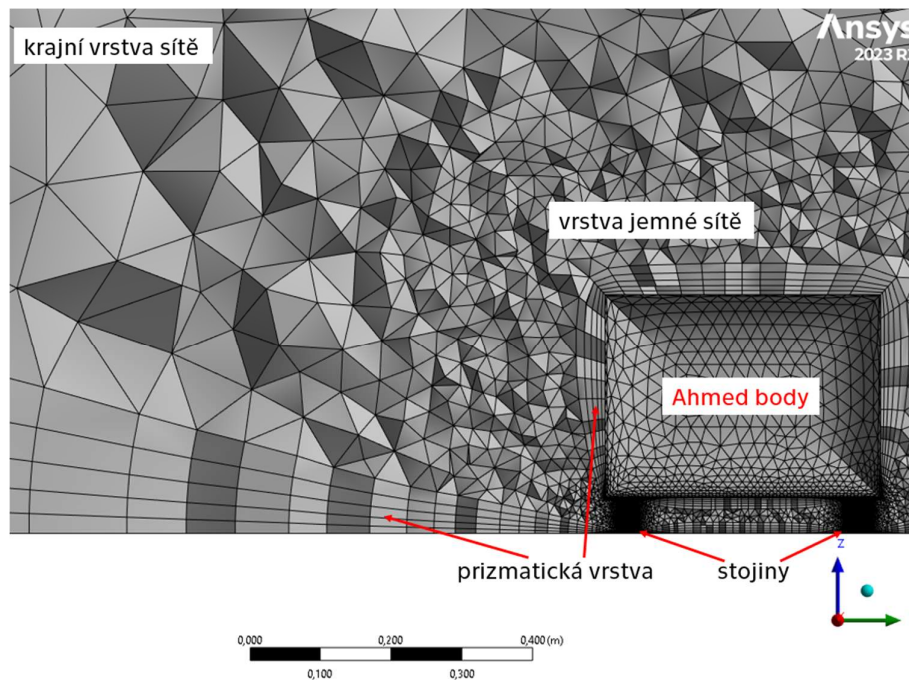 Ansys
2023 R
krajní vrstva sítě
vrstva jemné sítě
Ahmed body
prizmatická vrstva
stojiny
Z
0,000
0,200
0,400 (m)
0,100
0,300